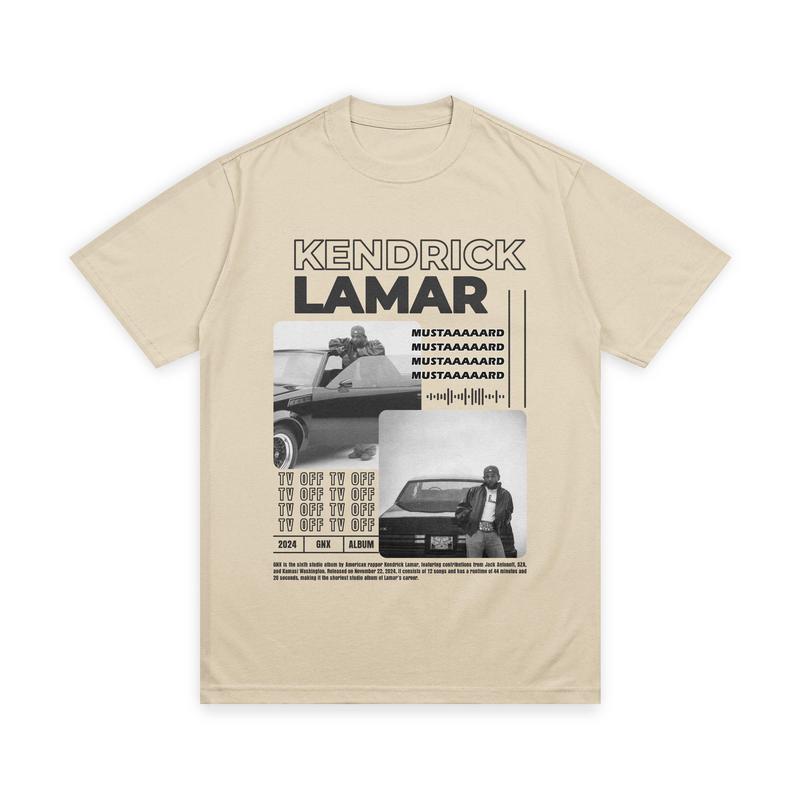 KENDRICK
LAMAR
MUSTAAAAARD
MUSTAAAAARD
MUSTAAAAARD
MUSTAAAAARD
TV OFF TV OFF
TV OFF TV OFF
TV OFF TV OFF
TV OFF TV OFF
2024 GNX ALBUM
GNX is the sixth studio album by American rapper Kendrick Lamar, featuring contributions from Jack Antonoff, SZA,
and Kamasi Washington. Released on November 22, 2024, it consists of 12 songs and has a runtime of 44 minutes and
20 seconds, making it the shortest studio album of Lamar's career.